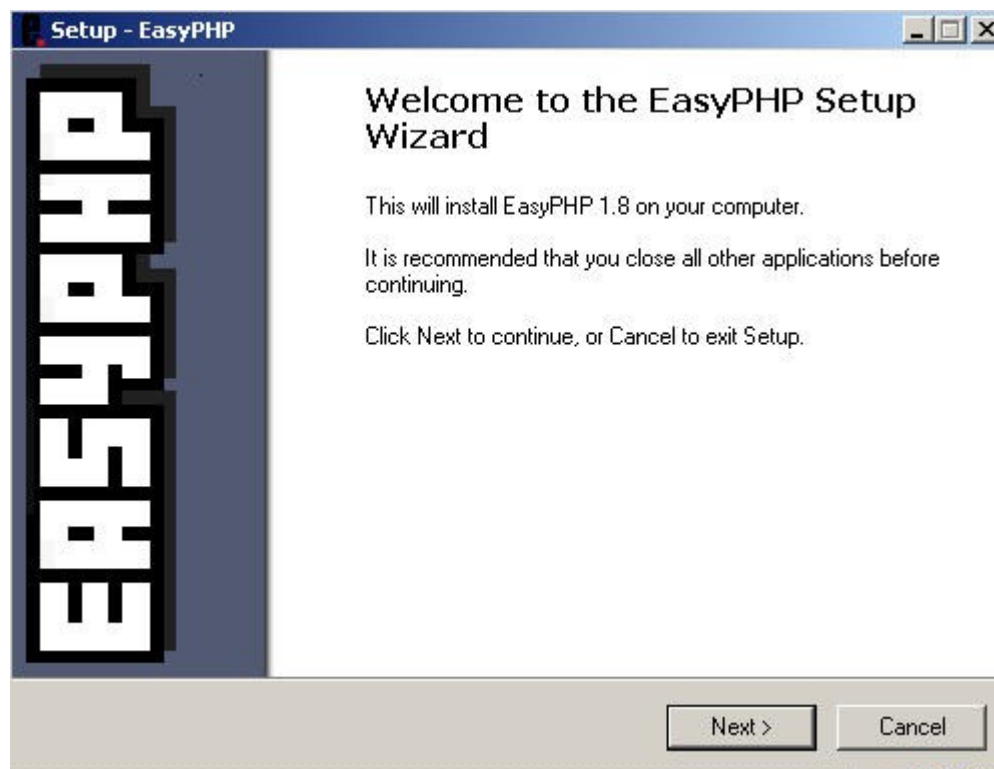 Setup - EasyPHP
EASYPHP
Welcome to the EasyPHP Setup
Wizard
This will install EasyPHP 1.8 on your computer.
It is recommended that you close all other applications before
continuing.
Click Next to continue, or Cancel to exit Setup.
Next >
Cancel